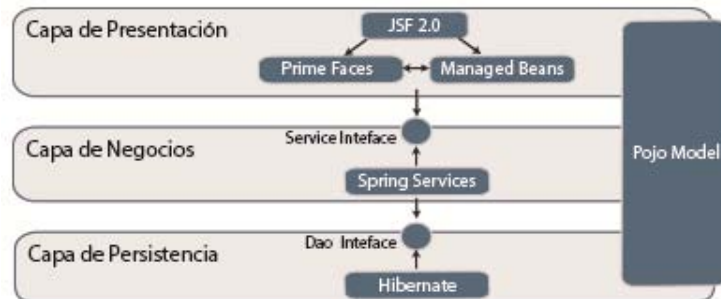 Capa de Presentación
JSF 2.0
Prime Faces
Managed Beans
Capa de Negocios
Service Inteface
Spring Services
Pojo Model
Capa de Persistencia
Dao Inteface
Hibernate